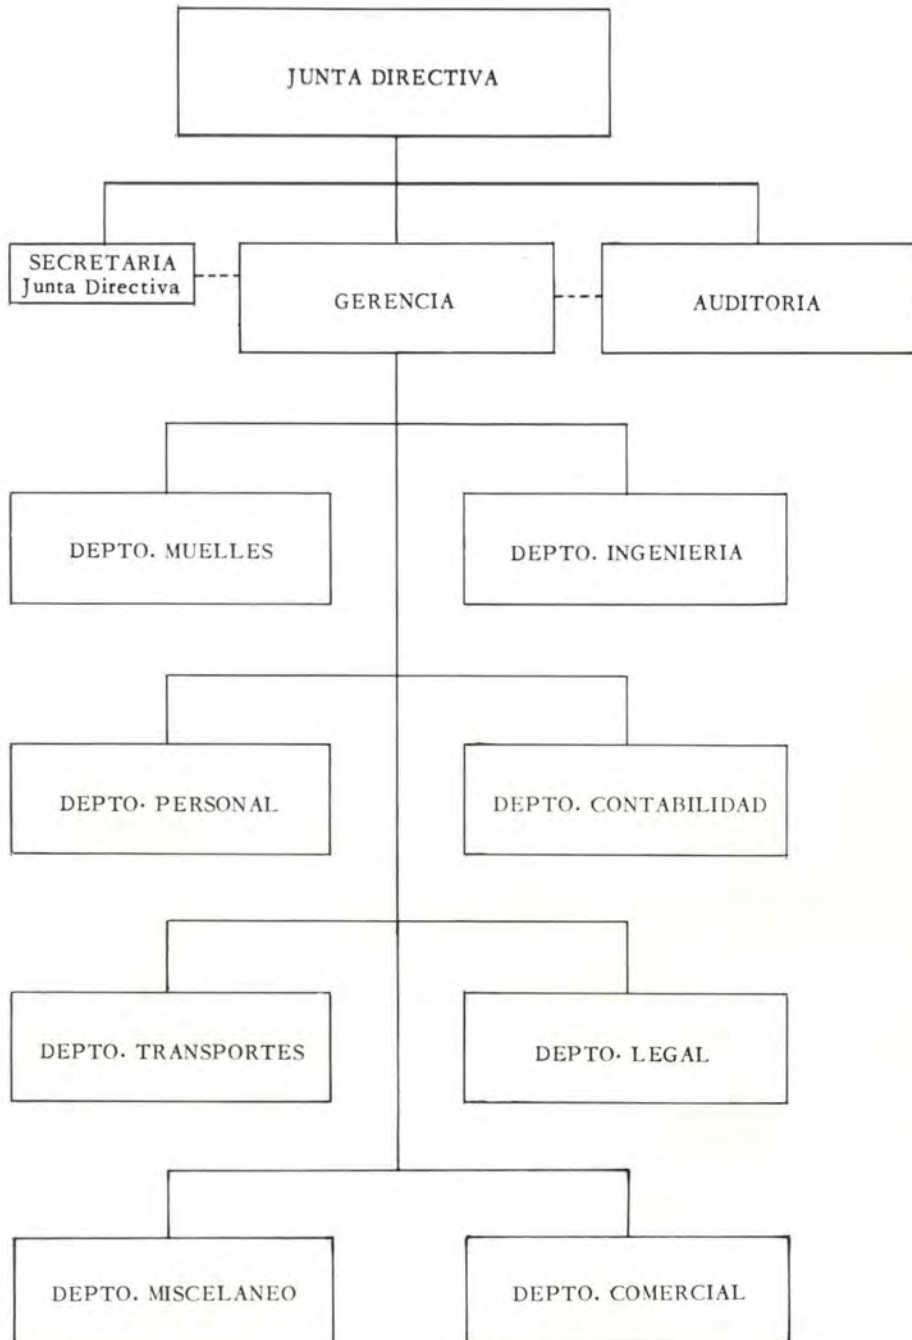 JUNTA DIRECTIVA
SECRETARIA
Junta Directiva
GERENCIA
AUDITORIA
DEPTO. MUELLES
DEPTO. INGENIERIA
DEPTO. PERSONAL
DEPTO. CONTABILIDAD
DEPTO. TRANSPORTES
DEPTO. LEGAL
DEPTO. MISCELANEO
DEPTO. COMERCIAL